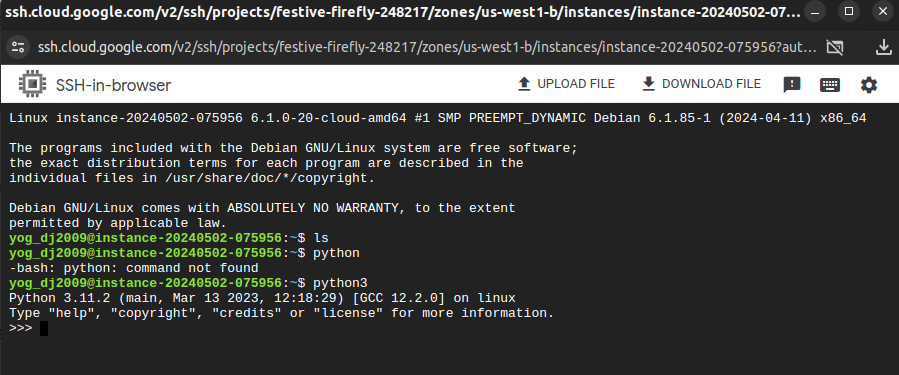 ssh.cloud.google.com/v2/ssh/projects/festive-firefly-248217/zones/us-west1-b/instances/instance-20240502-07...
ssh.cloud.google.com/v2/ssh/projects/festive-firefly-248217/zones/us-west1-b/instances/instance-20240502-075956?aut...
SSH-in-browser UPLOAD FILE DOWNLOAD FILE
Linux instance-20240502-075956 6.1.0-20-cloud-amd64 #1 SMP PREEMPT_DYNAMIC Debian 6.1.85-1 (2024-04-11) x86_64
The programs included with the Debian GNU/Linux system are free software;
the exact distribution terms for each program are described in the
individual files in /usr/share/doc/*/copyright.
Debian GNU/Linux comes with ABSOLUTELY NO WARRANTY, to the extent
permitted by applicable law.
yog_dj2009@instance-20240502-075956:~$ ls
yog_dj2009@instance-20240502-075956:~$ python
-bash: python: command not found
yog_dj2009@instance-20240502-075956:~$ python3
Python 3.11.2 (main, Mar 13 2023, 12:18:29) [GCC 12.2.0] on linux
Type "help", "copyright", "credits" or "license" for more information.
>>>